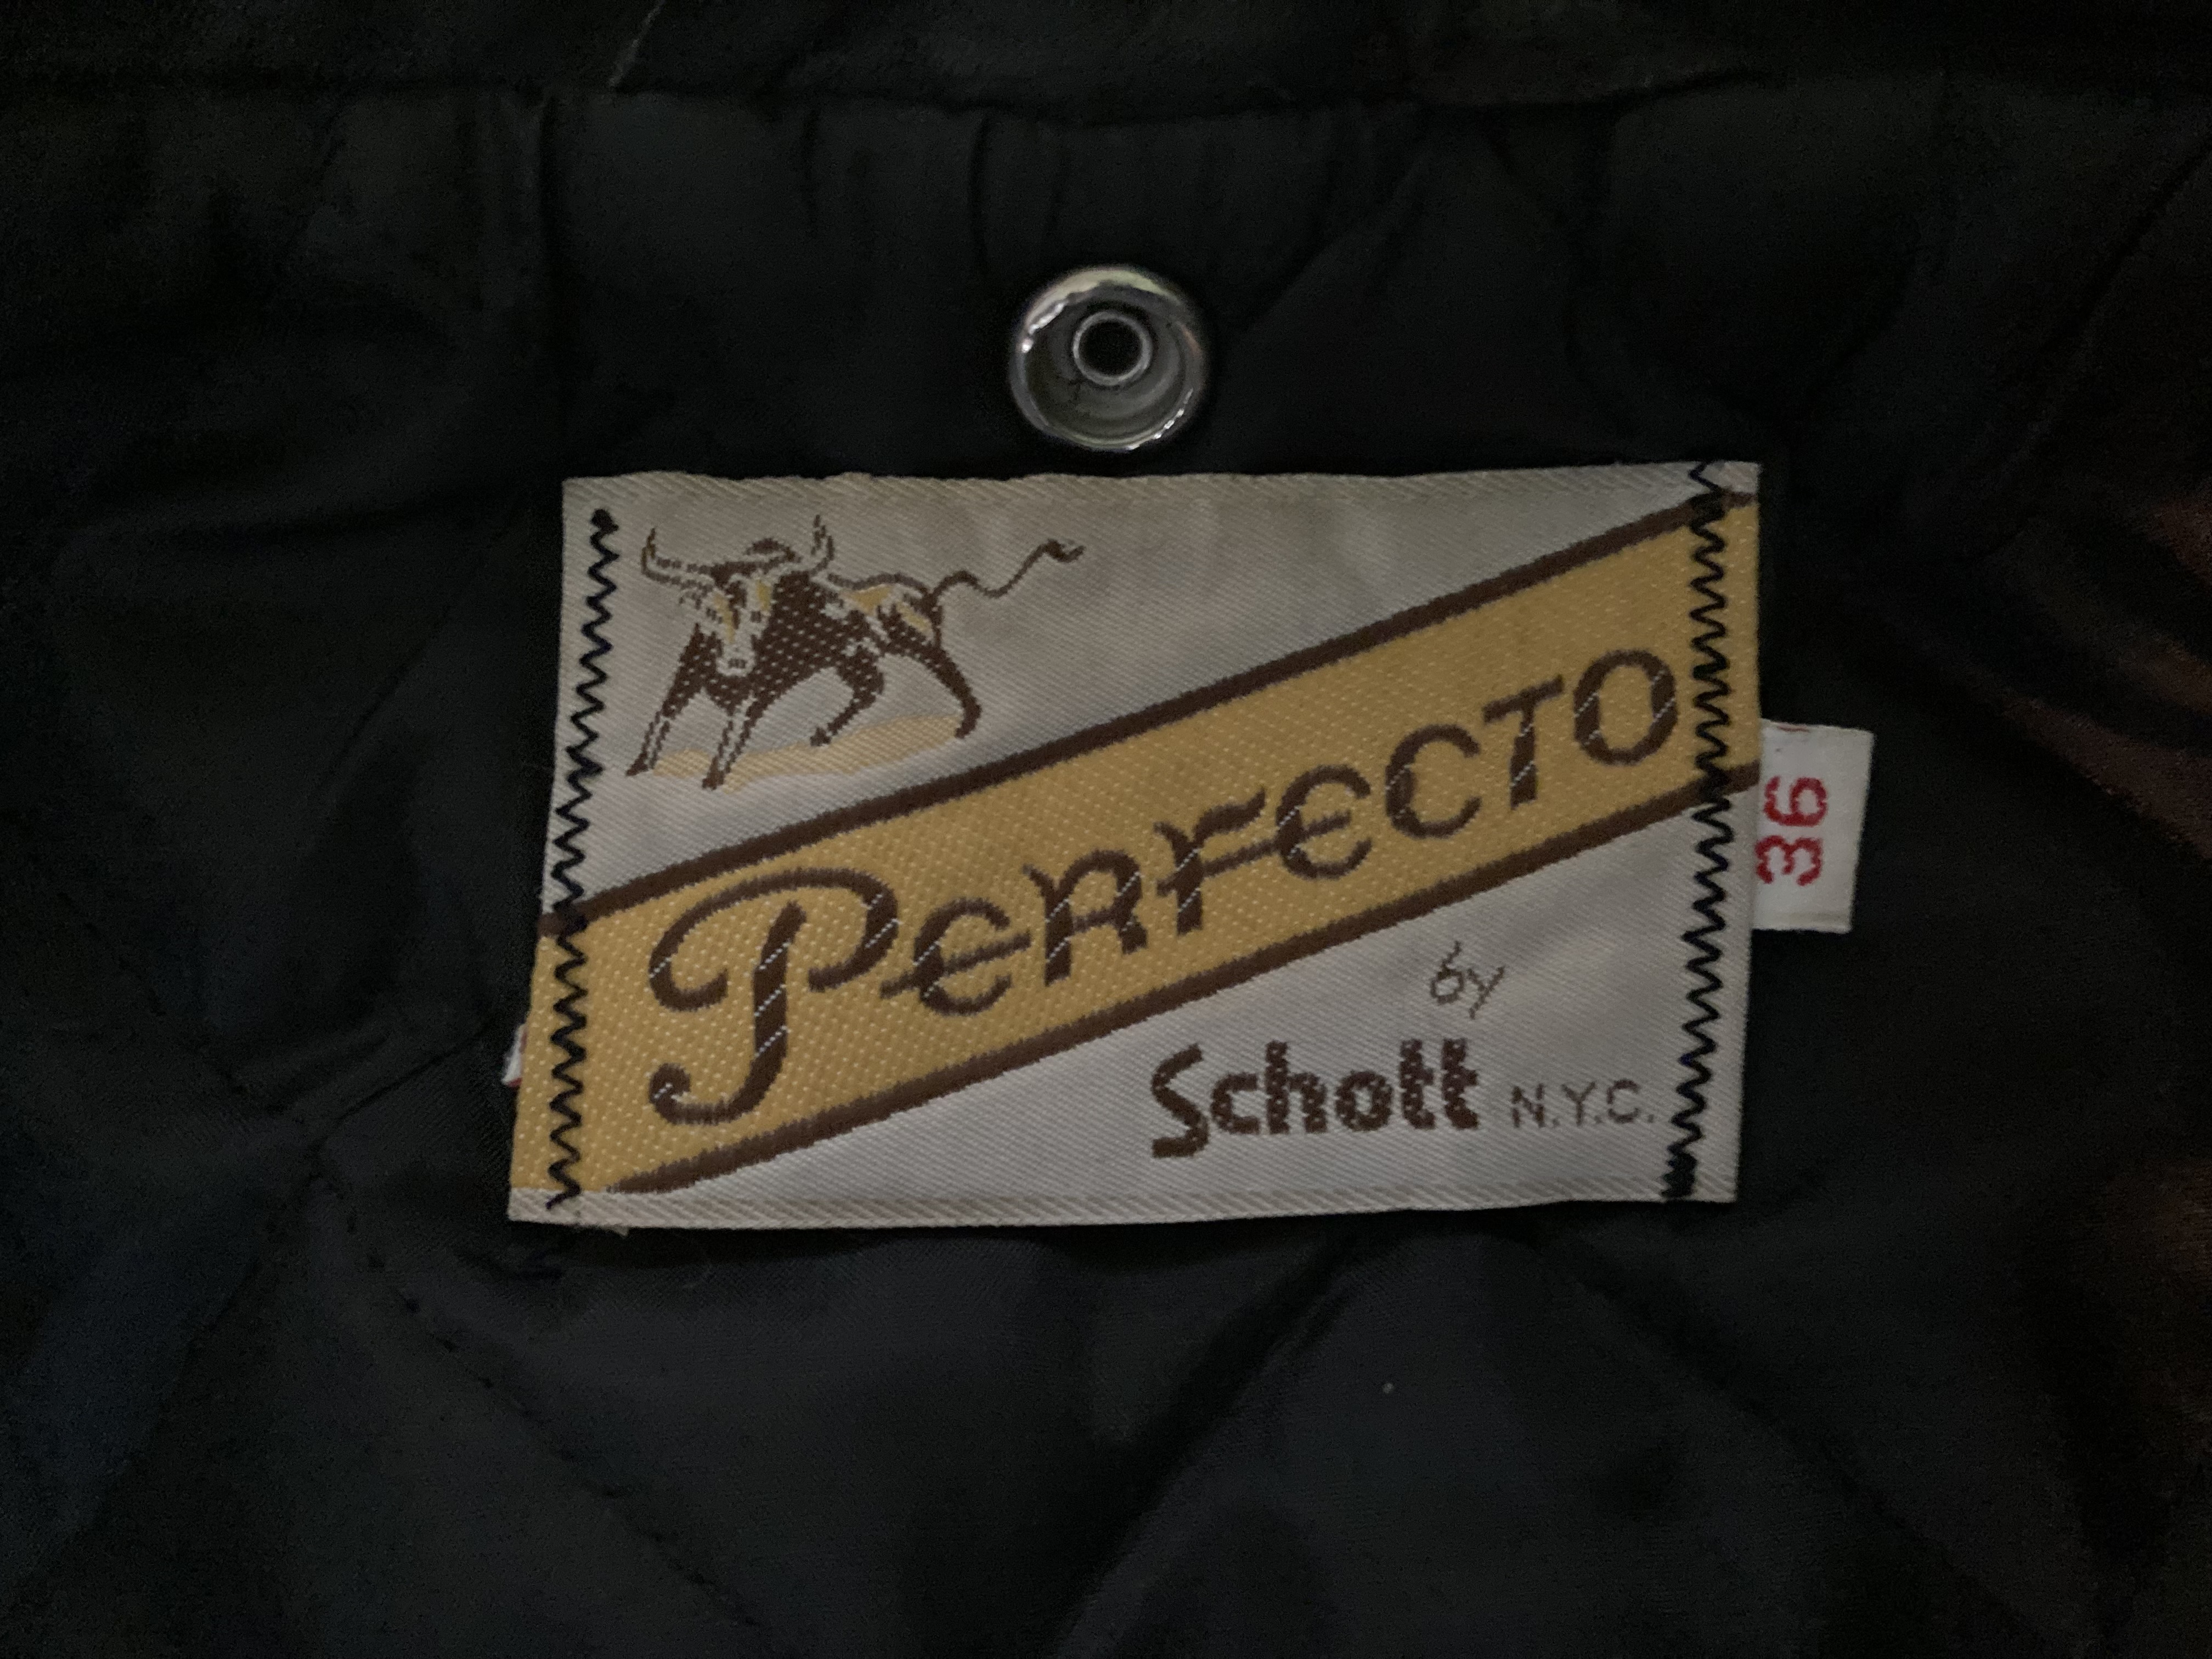 PERFECTO
by
Schott N.Y.C.
36